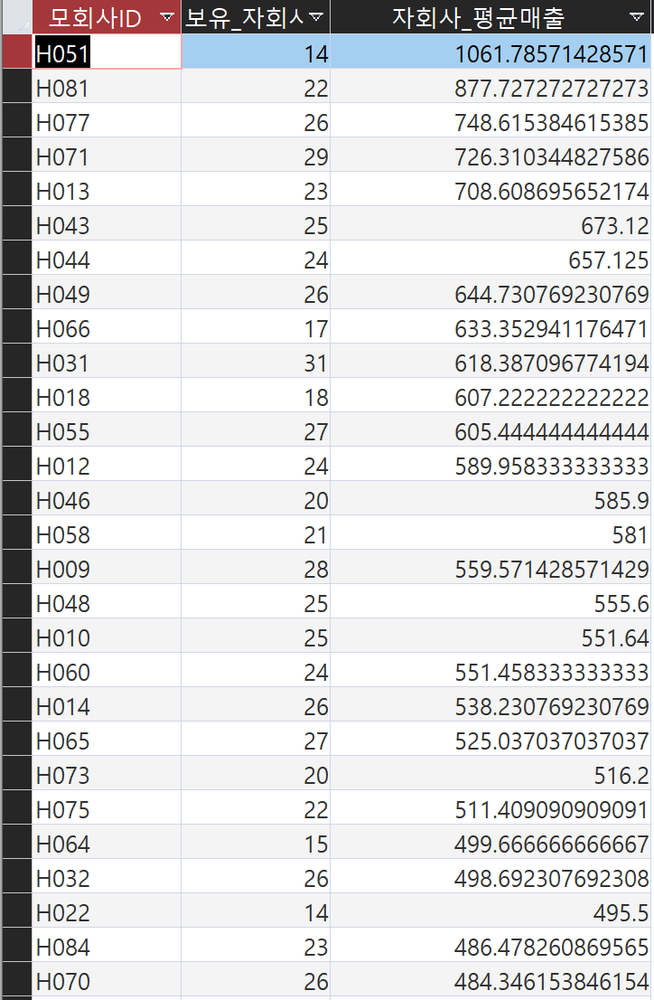 모회사ID 보유_자회사 자회사_평균매출
H051 14 1061.78571428571
H081 22 877.727272727273
H077 26 748.615384615385
H071 29 726.310344827586
H013 23 708.608695652174
H043 25 673.12
H044 24 657.125
H049 26 644.730769230769
H066 17 633.352941176471
H031 31 618.387096774194
H018 18 607.222222222222
H055 27 605.444444444444
H012 24 589.958333333333
H046 20 585.9
H058 21 581
H009 28 559.571428571429
H048 25 555.6
H010 25 551.64
H060 24 551.458333333333
H014 26 538.230769230769
H065 27 525.037037037037
H073 20 516.2
H075 22 511.409090909091
H064 15 499.666666666667
H032 26 498.692307692308
H022 14 495.5
H084 23 486.478260869565
H070 26 484.346153846154